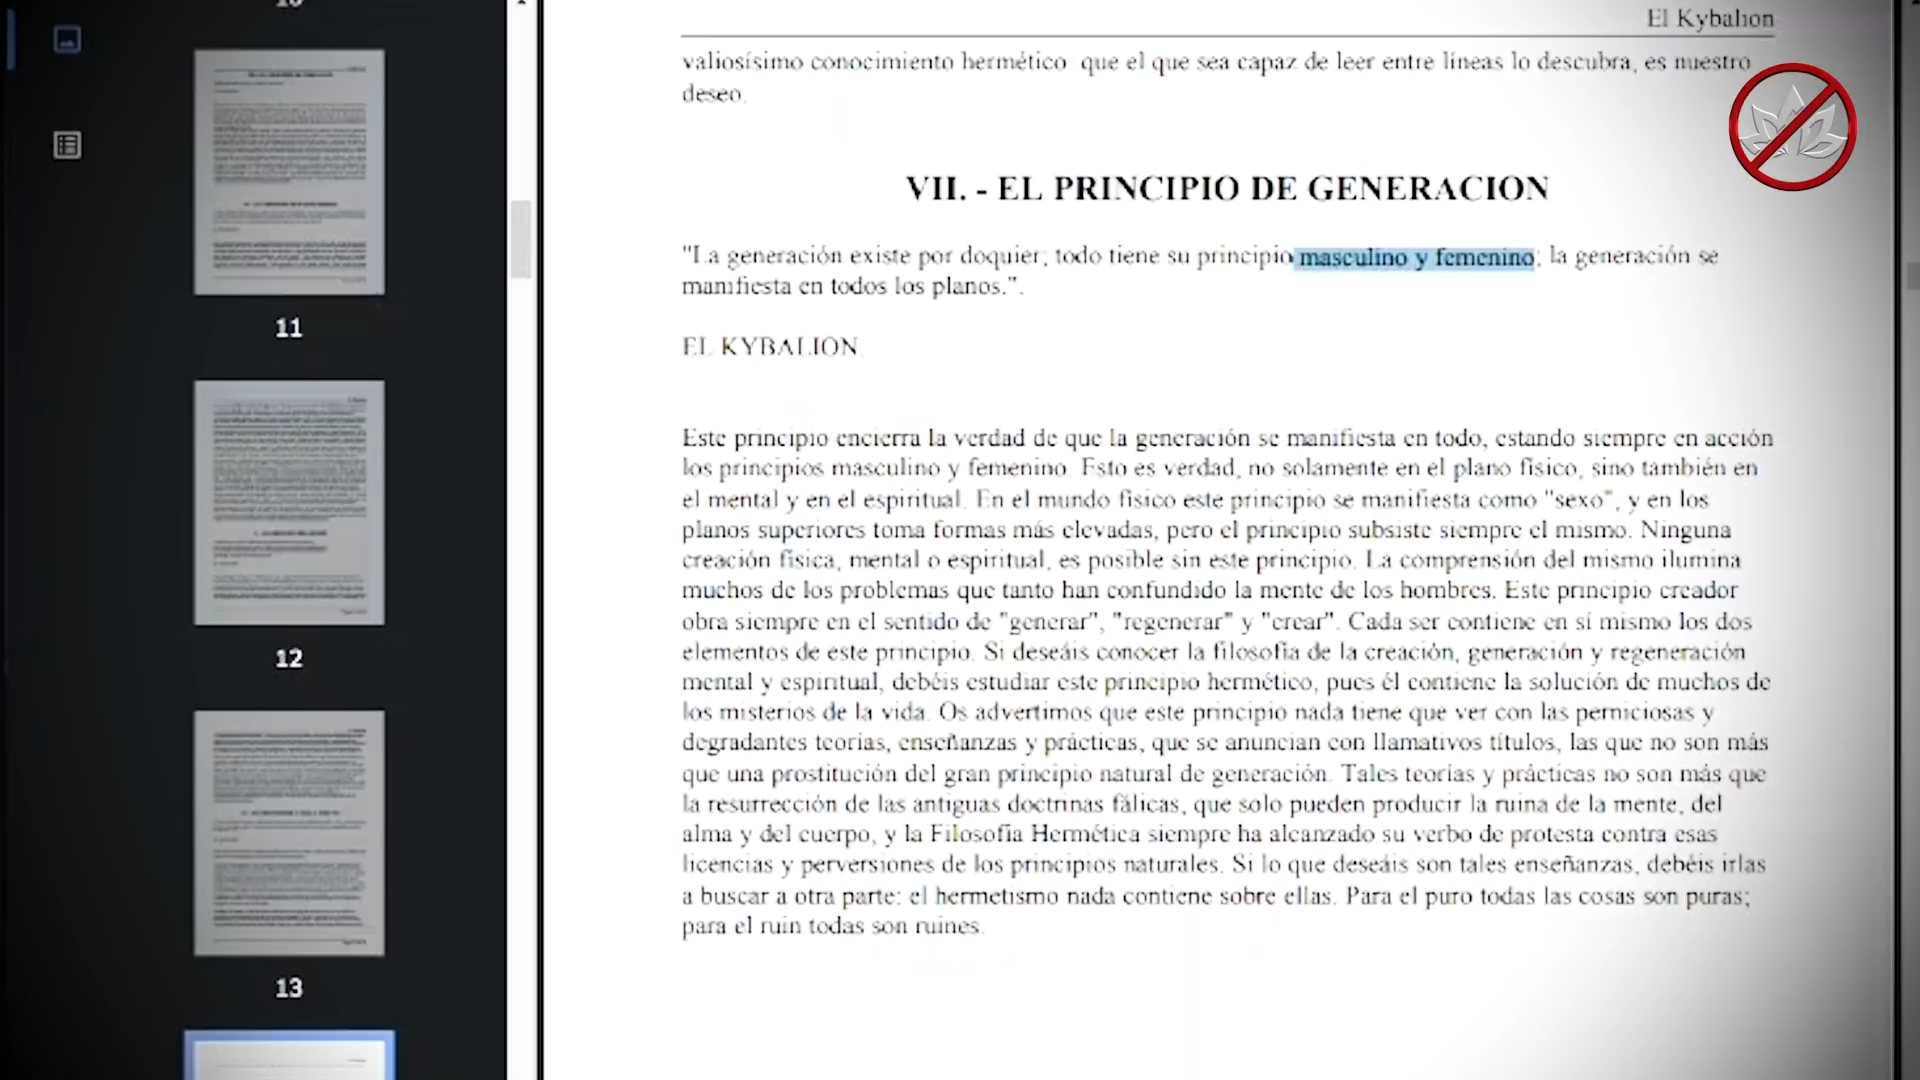 El Kybalion
valiosísimo conocimiento hermético que el que sea capaz de leer entre líneas lo descubra, es nuestro
deseo.
VII. - EL PRINCIPIO DE GENERACION
"La generación existe por doquier; todo tiene su principio masculino y femenino; la generación se
manifiesta en todos los planos.".
EL KYBALION.
Este principio encierra la verdad de que la generación se manifiesta en todo, estando siempre en acción
los principios masculino y femenino. Esto es verdad, no solamente en el plano físico, sino también en
el mental y en el espiritual. En el mundo físico este principio se manifiesta como "sexo", y en los
planos superiores toma formas más elevadas, pero el principio subsiste siempre el mismo. Ninguna
creación física, mental o espiritual, es posible sin este principio. La comprensión del mismo ilumina
muchos de los problemas que tanto han confundido la mente de los hombres. Este principio creador
obra siempre en el sentido de "generar", "regenerar" y "crear". Cada ser contiene en sí mismo los dos
elementos de este principio. Si deseáis conocer la filosofía de la creación, generación y regeneración
mental y espiritual, debéis estudiar este principio hermético, pues él contiene la solución de muchos de
los misterios de la vida. Os advertimos que este principio nada tiene que ver con las perniciosas y
degradantes teorías, enseñanzas y prácticas, que se anuncian con llamativos títulos, las que no son más
que una prostitución del gran principio natural de generación. Tales teorías y prácticas no son más que
la resurrección de las antiguas doctrinas fálicas, que solo pueden producir la ruina de la mente, del
alma y del cuerpo, y la Filosofía Hermética siempre ha alcanzado su verbo de protesta contra esas
licencias y perversiones de los principios naturales. Si lo que deseáis son tales enseñanzas, debéis irlas
a buscar a otra parte: el hermetismo nada contiene sobre ellas. Para el puro todas las cosas son puras;
para el ruin todas son ruines.
11
12
13